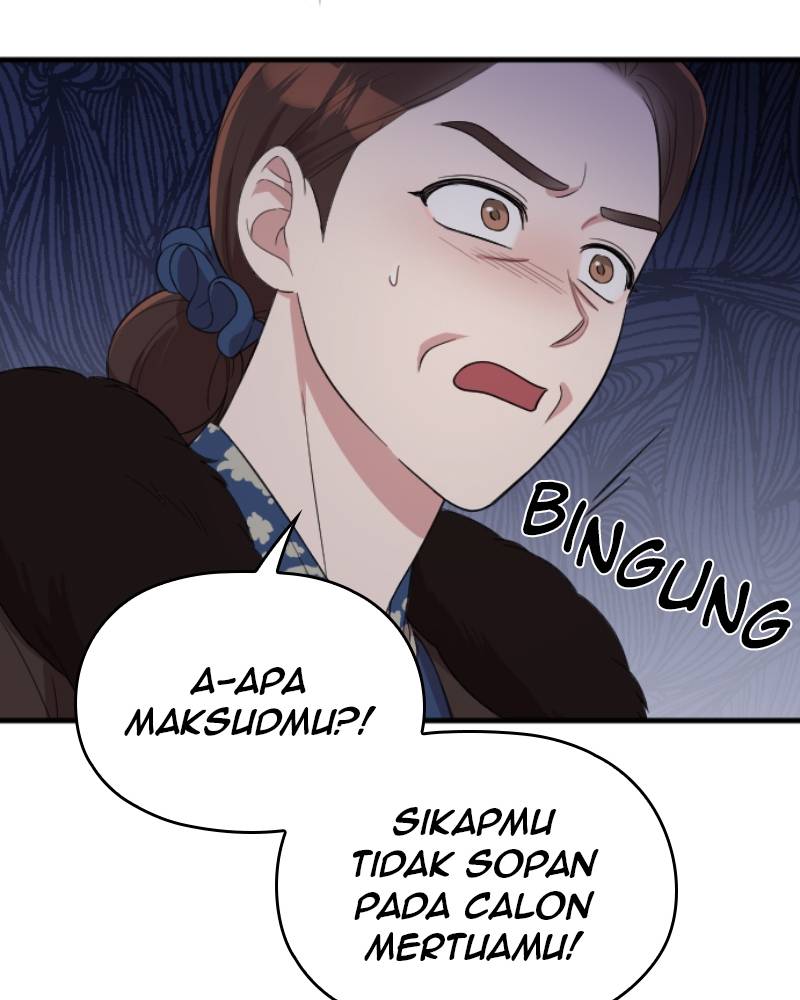 BINGUNG
A-APA
MAKSUDMU?!
SIKAPMU
TIDAK SOPAN
PADA CALON
MERTUAMU!